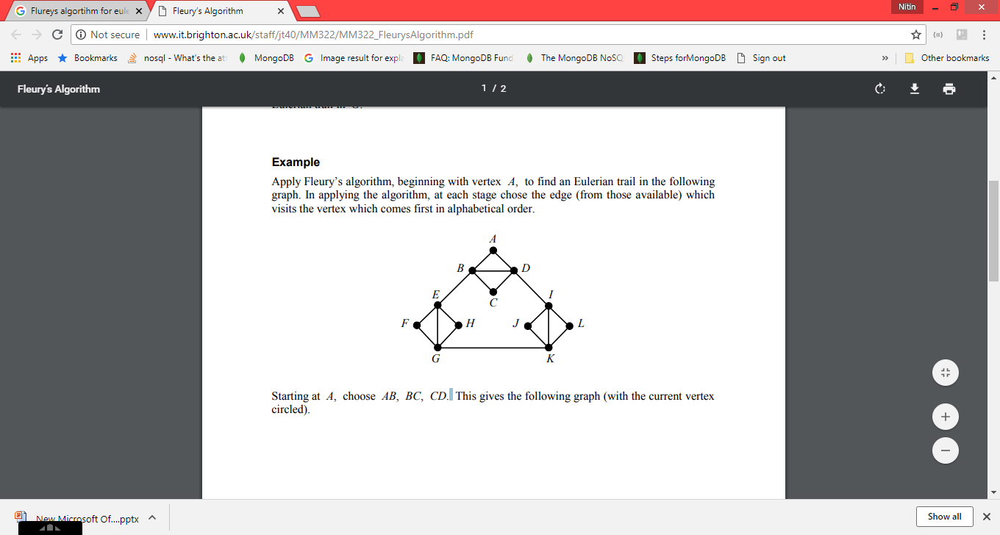 Flureys algortihm for eule
Fleury's Algorithm
Nitin
Not secure
www.it.brighton.ac.uk/staff/jt40/MM322/MM322_FleurysAlgorithm.pdf
Apps
Bookmarks
nosql - What's the at
MongoDB
Image result for expla
FAQ: MongoDB Fund
The MongoDB NoSQ
Steps forMongoDB
Sign out
»
Other bookmarks
Fleury's Algorithm
1 / 2
Example
Apply Fleury's algorithm, beginning with vertex A, to find an Eulerian trail in the following
graph. In applying the algorithm, at each stage chose the edge (from those available) which
visits the vertex which comes first in alphabetical order.
A
B
D
C
E
I
F
H
J
L
G
K
Starting at A, choose AB, BC, CD. This gives the following graph (with the current vertex
circled).
New Microsoft Of....pptx
Show all